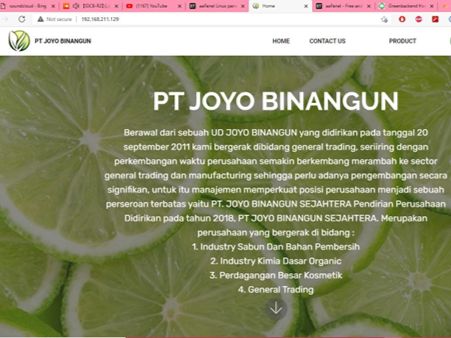 soundcloud - Bing
[DOCK-RIZE]
(1167) YouTube
aaPanel Linux pan
Home
aaPanel - Free an
Greenbackend Ho
Not secure | 192.168.211.129
PT JOYO BINANGUN
HOME
CONTACT US
PRODUCT
PT JOYO BINANGUN
Berawal dari sebuah UD JOYO BINANGUN yang didirikan pada tanggal 20
september 2011 kami bergerak dibidang general trading, seriiring dengan
perkembangan waktu perusahaan semakin berkembang merambah ke sector
general trading dan manufacturing sehingga perlu adanya pengembangan secara
signifikan, untuk itu manajemen memperkuat posisi perusahaan menjadi sebuah
perseroan terbatas yaitu PT. JOYO BINANGUN SEJAHTERA Pendirian Perusahaan
Didirikan pada tahun 2018, PT JOYO BINANGUN SEJAHTERA. Merupakan
perusahaan yang bergerak di bidang :
1. Industry Sabun Dan Bahan Pembersih
2. Industry Kimia Dasar Organic
3. Perdagangan Besar Kosmetik
4. General Trading